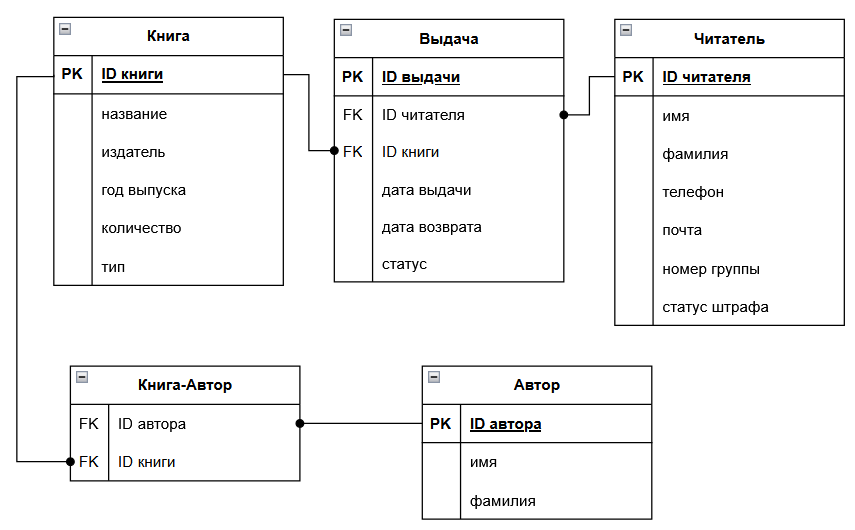 Книга
PK ID книги
название
издатель
год выпуска
количество
тип
Выдача
PK ID выдачи
FK ID читателя
FK ID книги
дата выдачи
дата возврата
статус
Читатель
PK ID читателя
имя
фамилия
телефон
почта
номер группы
статус штрафа
Книга-Автор
FK ID автора
FK ID книги
Автор
PK ID автора
имя
фамилия